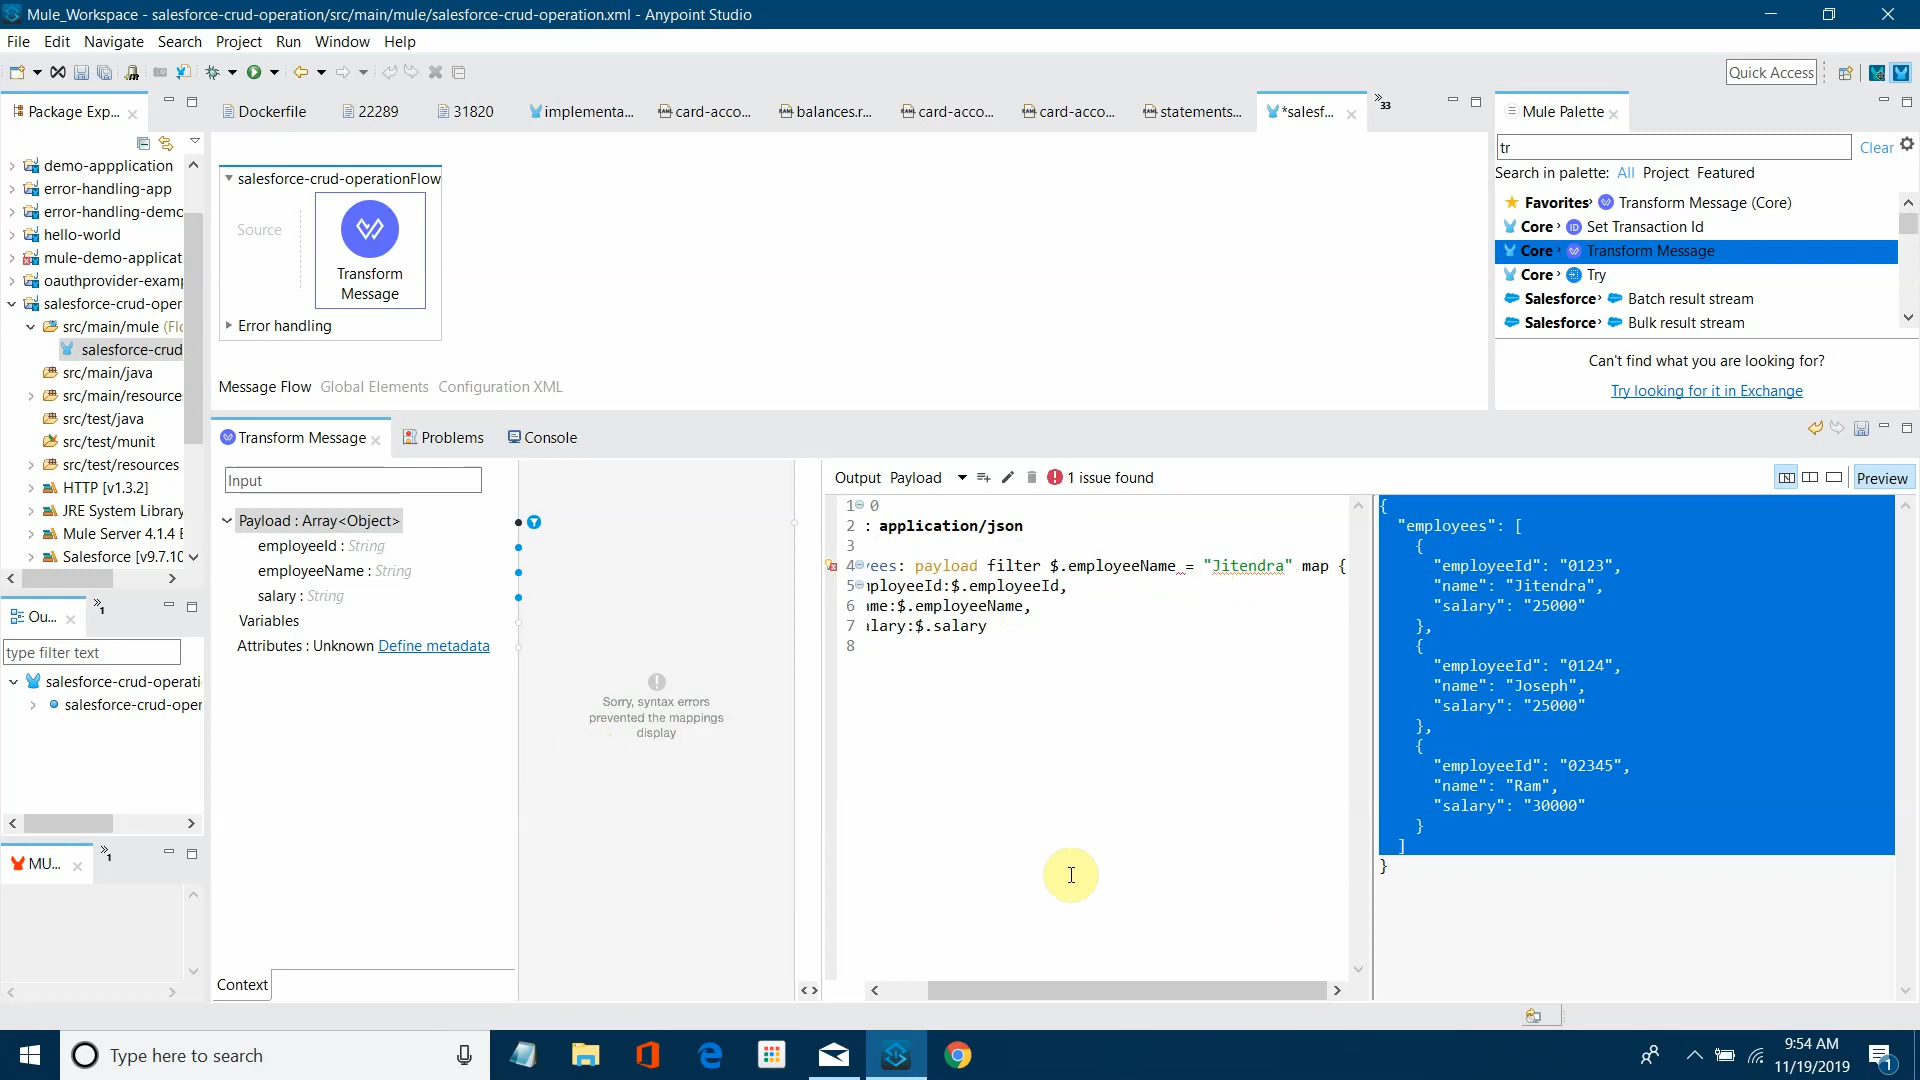 Mule_Workspace - salesforce-crud-operation/src/main/mule/salesforce-crud-operation.xml - Anypoint Studio
File Edit Navigate Search Project Run Window Help
Quick Access
Package Exp...
Dockerfile
22289
31820
implementa...
card-acco...
balances.r...
card-acco...
card-acco...
statements...
*salesf...
33
Mule Palette
demo-appplication
error-handling-app
error-handling-demo
hello-world
mule-demo-applicat
oauthprovider-examp
salesforce-crud-oper
src/main/mule (Flo
salesforce-crud
src/main/java
src/main/resource
src/test/java
src/test/munit
src/test/resources
HTTP [v1.3.2]
JRE System Library
Mule Server 4.1.4 E
Salesforce [v9.7.10
salesforce-crud-operationFlow
Source
Transform
Message
Error handling
Message Flow Global Elements Configuration XML
tr
Clear
Search in palette: All Project Featured
Favorites Transform Message (Core)
Core ID Set Transaction Id
Core Transform Message
Core Try
Salesforce Batch result stream
Salesforce Bulk result stream
Can't find what you are looking for?
Try looking for it in Exchange
Transform Message
Problems
Console
Input
Payload : Array<Object>
employeeId : String
employeeName : String
salary : String
Variables
Attributes : Unknown Define metadata
Sorry, syntax errors
prevented the mappings
display
Context
Output Payload
1 issue found
Preview
1 0
2 : application/json
3
4 ees: payload filter $.employeeName = "Jitendra" map {
5 ployeeId:$.employeeId,
6 me:$.employeeName,
7 lary:$.salary
8
{
"employees": [
{
"employeeId": "0123",
"name": "Jitendra",
"salary": "25000"
},
{
"employeeId": "0124",
"name": "Joseph",
"salary": "25000"
},
{
"employeeId": "02345",
"name": "Ram",
"salary": "30000"
}
]
}
Ou...
1
type filter text
salesforce-crud-operati
salesforce-crud-oper
MU...
1
Type here to search
9:54 AM
11/19/2019
1